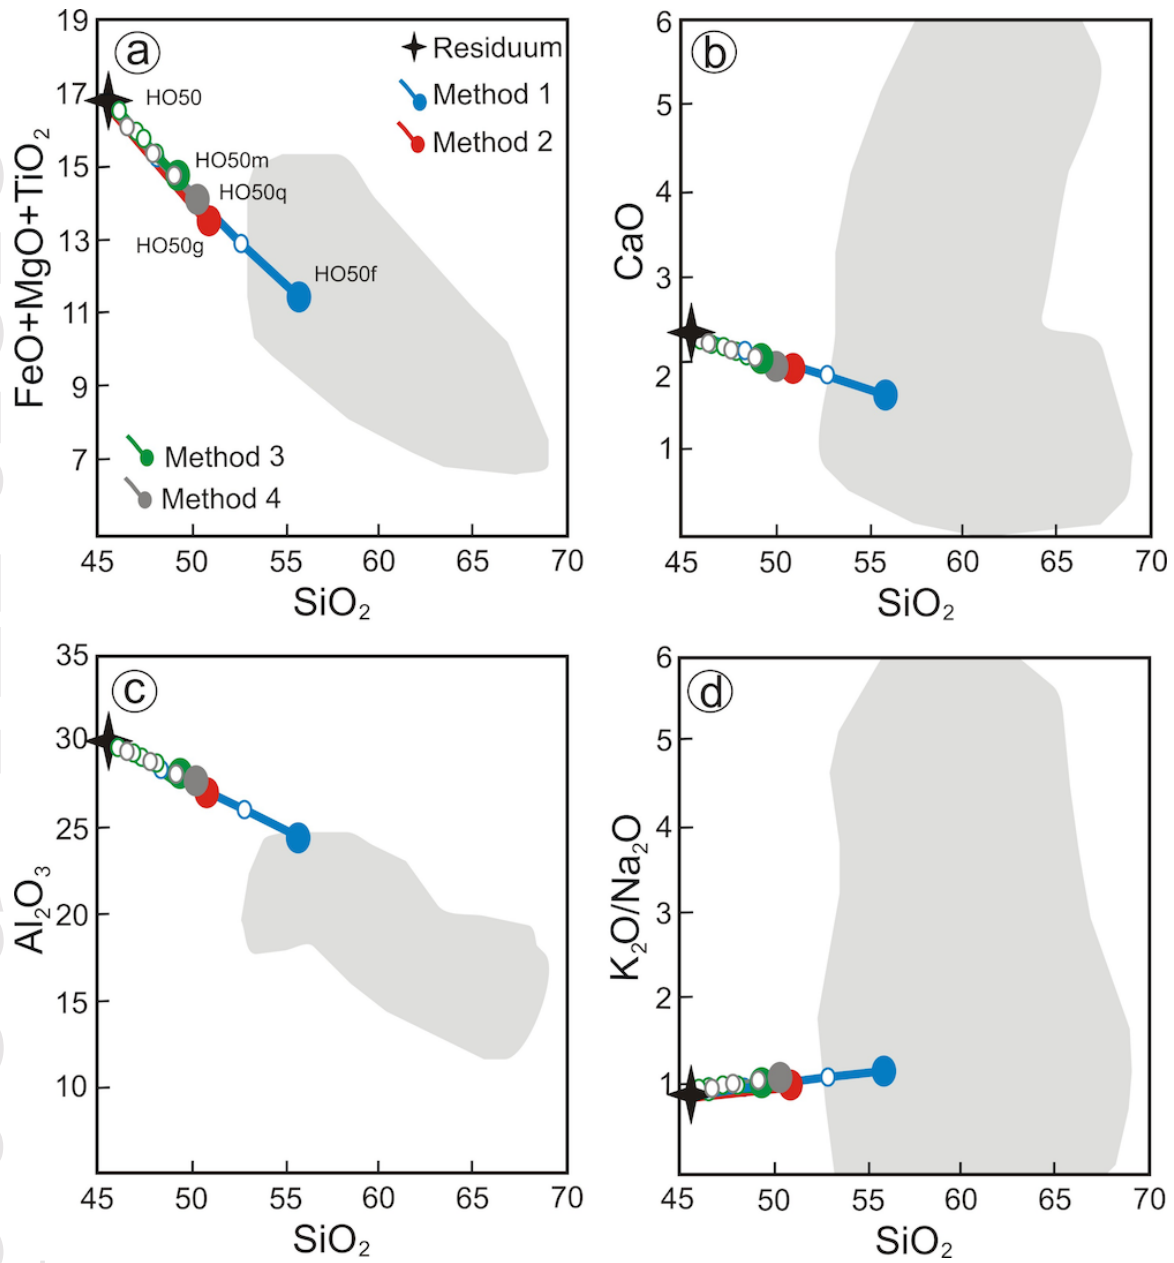 a
Residuum
Method 1
Method 2
HO50
HO50m
HO50q
HO50g
HO50f
Method 3
Method 4
FeO+MgO+TiO₂
19
17
15
13
11
9
7
45 50 55 60 65 70
SiO₂
b
CaO
6
5
4
3
2
1
45 50 55 60 65 70
SiO₂
c
Al₂O₃
35
30
25
20
15
10
45 50 55 60 65 70
SiO₂
d
K₂O/Na₂O
6
5
4
3
2
1
45 50 55 60 65 70
SiO₂